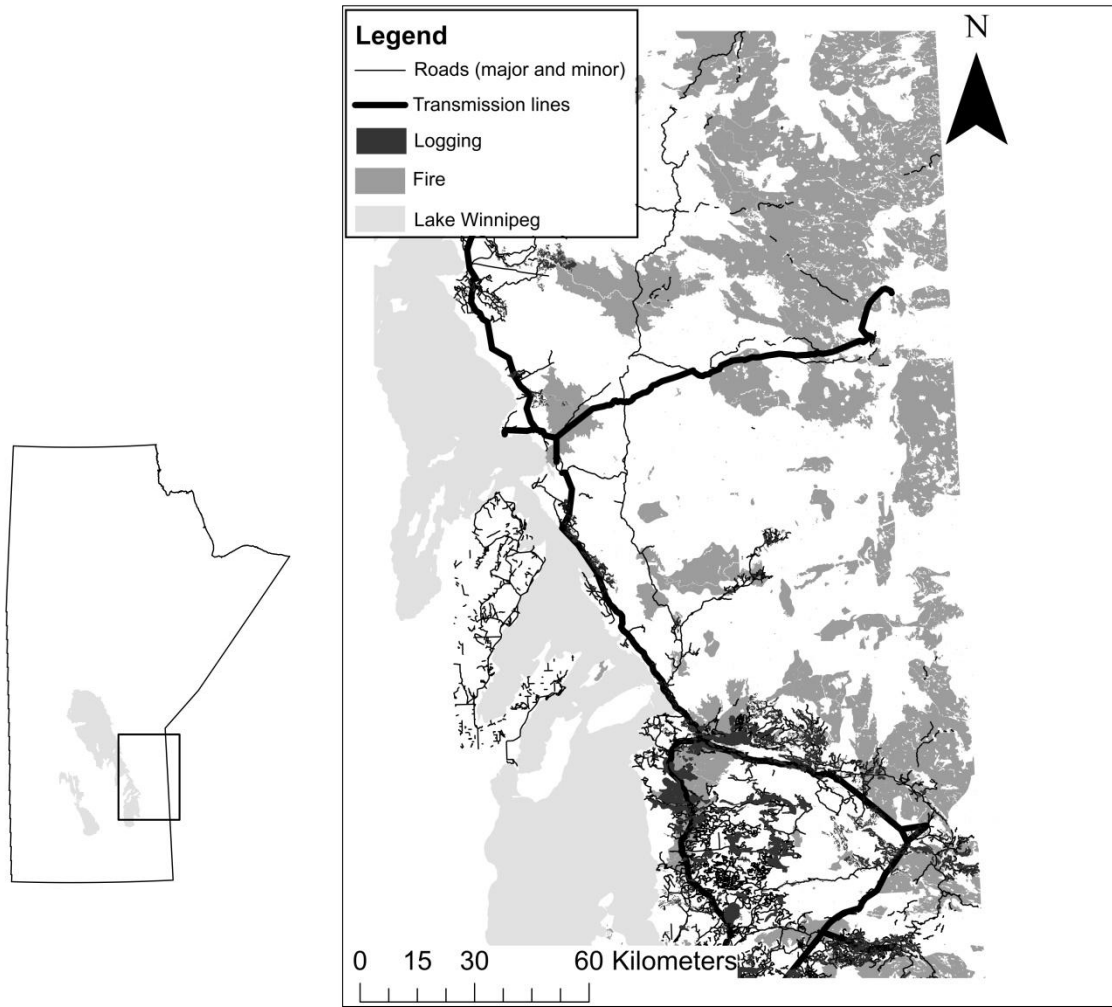 Legend
Roads (major and minor)
Transmission lines
Logging
Fire
Lake Winnipeg
N
0 15 30 60 Kilometers